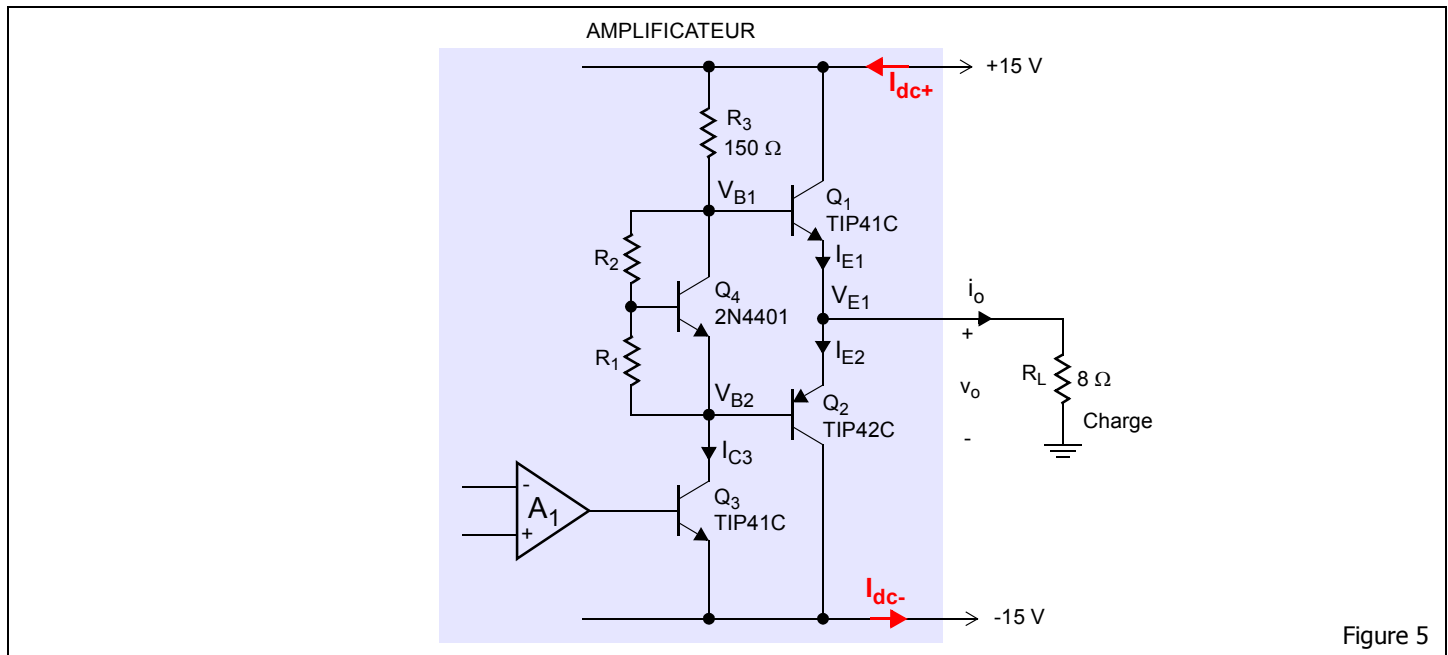 AMPLIFICATEUR
+15 V
Idc+
R3
150 Ω
VB1
Q1
TIP41C
IE1
R2
Q4
2N4401
VE1
io
+
R1
IE2
RL
8 Ω
vo
VB2
Q2
TIP42C
Charge
-
IC3
Q3
TIP41C
-
A1
+
Idc-
-15 V
Figure 5